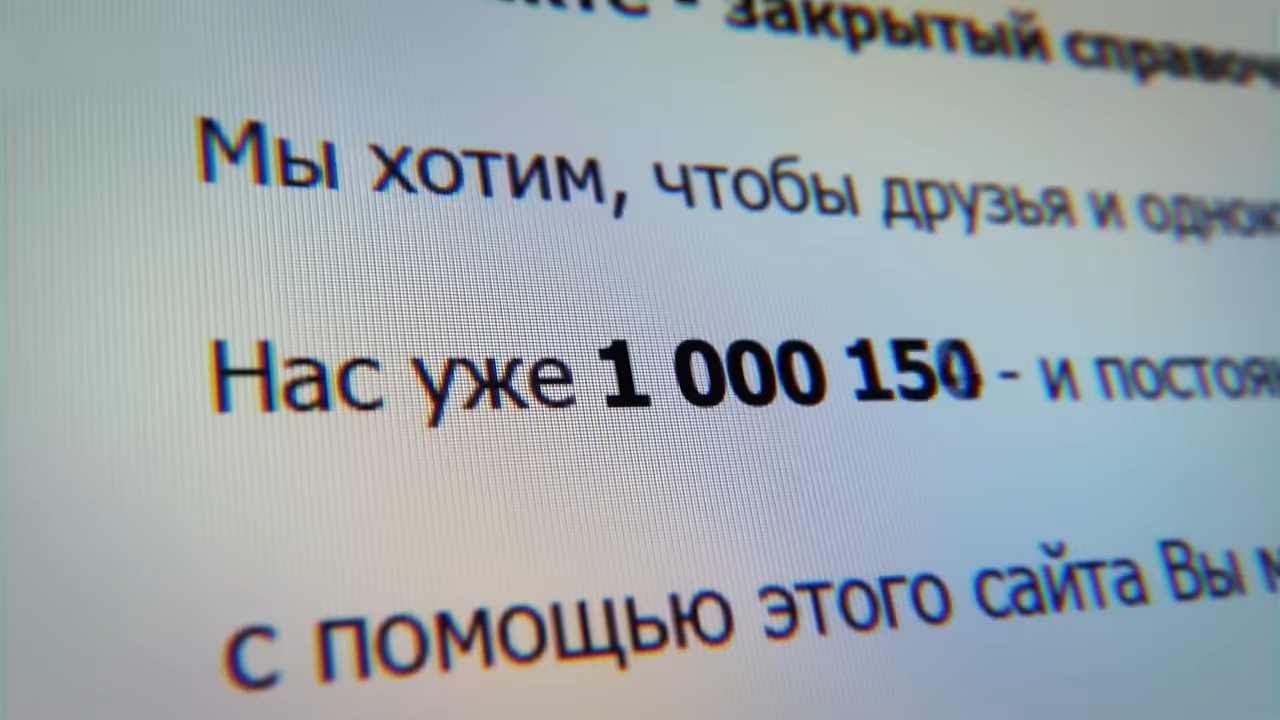 - закрытый
Мы хотим, чтобы друзья и
Нас уже 1 000 150 - и
с помощью этого сайта Вы